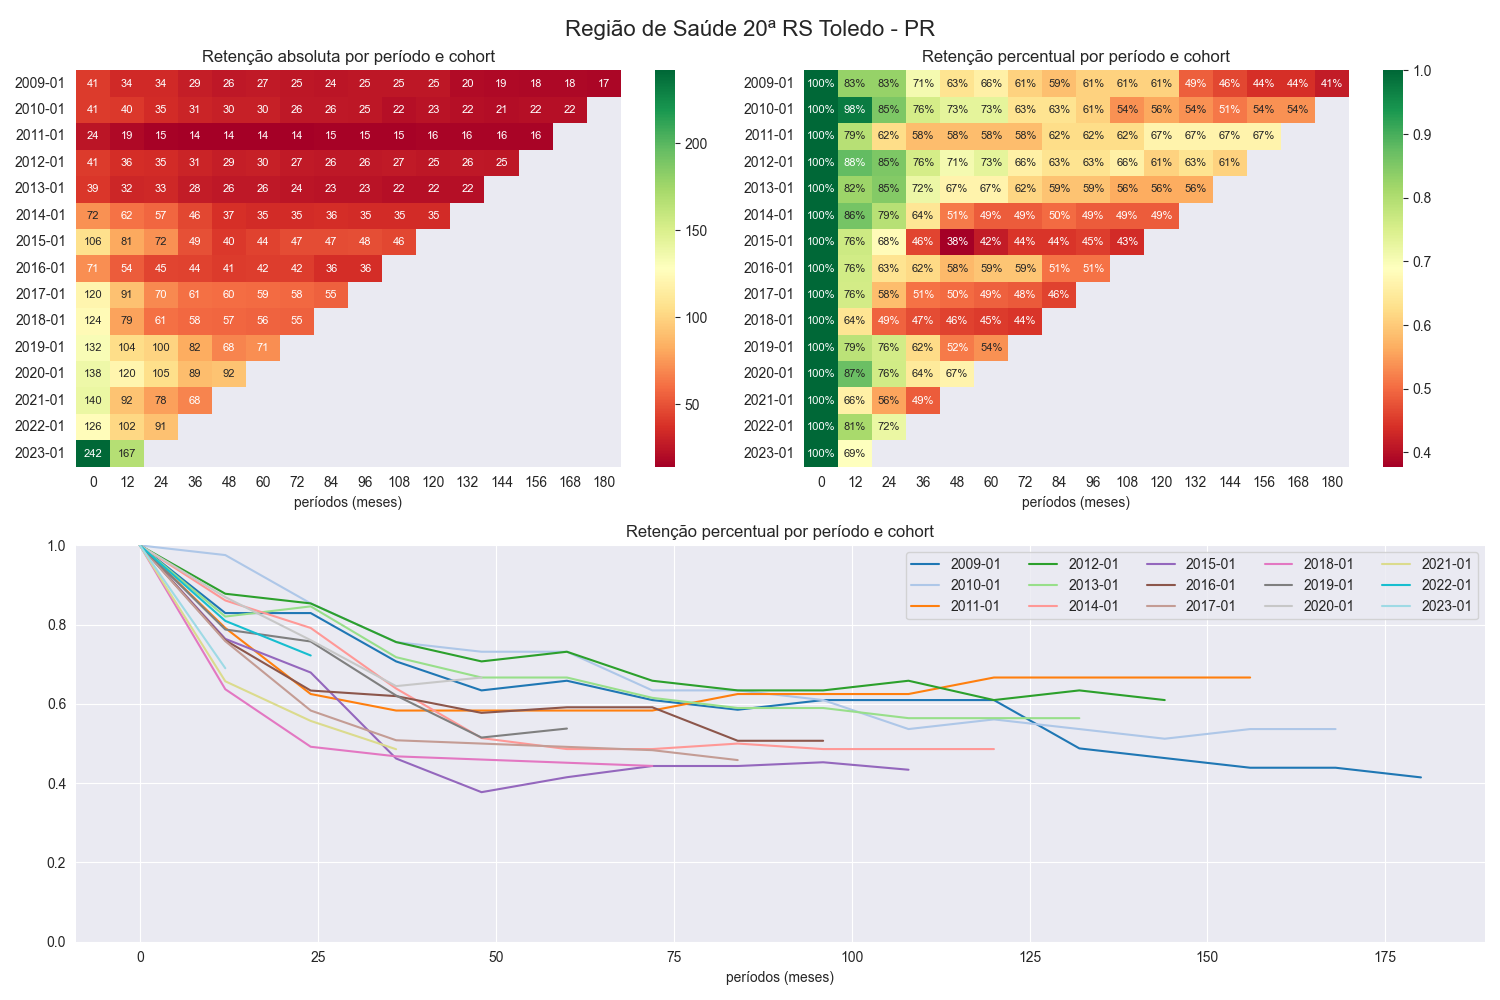 Região de Saúde 20ª RS Toledo - PR
Retenção absoluta por período e cohort
2009-01 41 34 34 29 26 27 25 24 25 25 25 20 19 18 18 17
2010-01 41 40 35 31 30 30 26 26 25 22 23 22 21 22 22
2011-01 24 19 15 14 14 14 14 15 15 15 16 16 16 16
2012-01 41 36 35 31 29 30 27 26 26 27 25 26 25
2013-01 39 32 33 28 26 26 24 23 23 22 22 22
2014-01 72 62 57 46 37 35 35 36 35 35 35
2015-01 106 81 72 49 40 44 47 47 48 46
2016-01 71 54 45 44 41 42 42 36 36
2017-01 120 91 70 61 60 59 58 55
2018-01 124 79 61 58 57 56 55
2019-01 132 104 100 82 68 71
2020-01 138 120 105 89 92
2021-01 140 92 78 68
2022-01 126 102 91
2023-01 242 167
0 12 24 36 48 60 72 84 96 108 120 132 144 156 168 180
períodos (meses)
200
150
100
50
Retenção percentual por período e cohort
2009-01 100% 83% 83% 71% 63% 66% 61% 59% 61% 61% 61% 49% 46% 44% 44% 41%
2010-01 100% 98% 85% 76% 73% 73% 63% 63% 61% 54% 56% 54% 51% 54% 54%
2011-01 100% 79% 62% 58% 58% 58% 58% 62% 62% 62% 67% 67% 67% 67%
2012-01 100% 88% 85% 76% 71% 73% 66% 63% 63% 66% 61% 63% 61%
2013-01 100% 82% 85% 72% 67% 67% 62% 59% 59% 56% 56% 56%
2014-01 100% 86% 79% 64% 51% 49% 49% 50% 49% 49% 49%
2015-01 100% 76% 68% 46% 38% 42% 44% 44% 45% 43%
2016-01 100% 76% 63% 62% 58% 59% 59% 51% 51%
2017-01 100% 76% 58% 51% 50% 49% 48% 46%
2018-01 100% 64% 49% 47% 46% 45% 44%
2019-01 100% 79% 76% 62% 52% 54%
2020-01 100% 87% 76% 64% 67%
2021-01 100% 66% 56% 49%
2022-01 100% 81% 72%
2023-01 100% 69%
0 12 24 36 48 60 72 84 96 108 120 132 144 156 168 180
períodos (meses)
1.0
0.9
0.8
0.7
0.6
0.5
0.4
Retenção percentual por período e cohort
1.0
0.8
0.6
0.4
0.2
0.0
2009-01 2012-01 2015-01 2018-01 2021-01
2010-01 2013-01 2016-01 2019-01 2022-01
2011-01 2014-01 2017-01 2020-01 2023-01
0 25 50 75 100 125 150 175
períodos (meses)